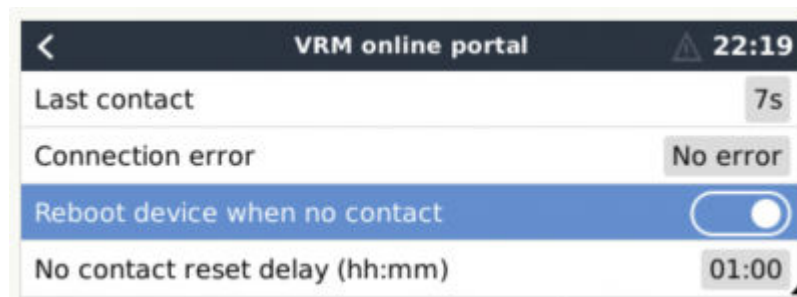 VRM online portal 22:19
Last contact 7s
Connection error No error
Reboot device when no contact
No contact reset delay (hh:mm) 01:00